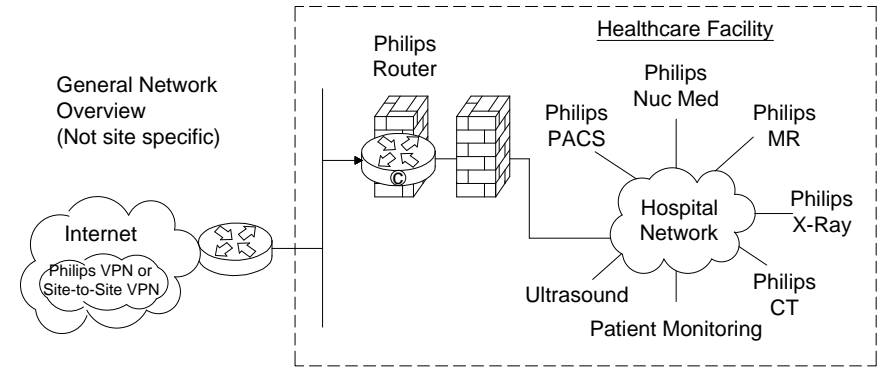 Healthcare Facility
General Network
Overview
(Not site specific)
Philips
Router
C
Philips
Nuc Med
Philips
PACS
Philips
MR
Hospital
Network
Philips
X-Ray
Internet
Philips VPN or
Site-to-Site VPN
Ultrasound
Philips
CT
Patient Monitoring